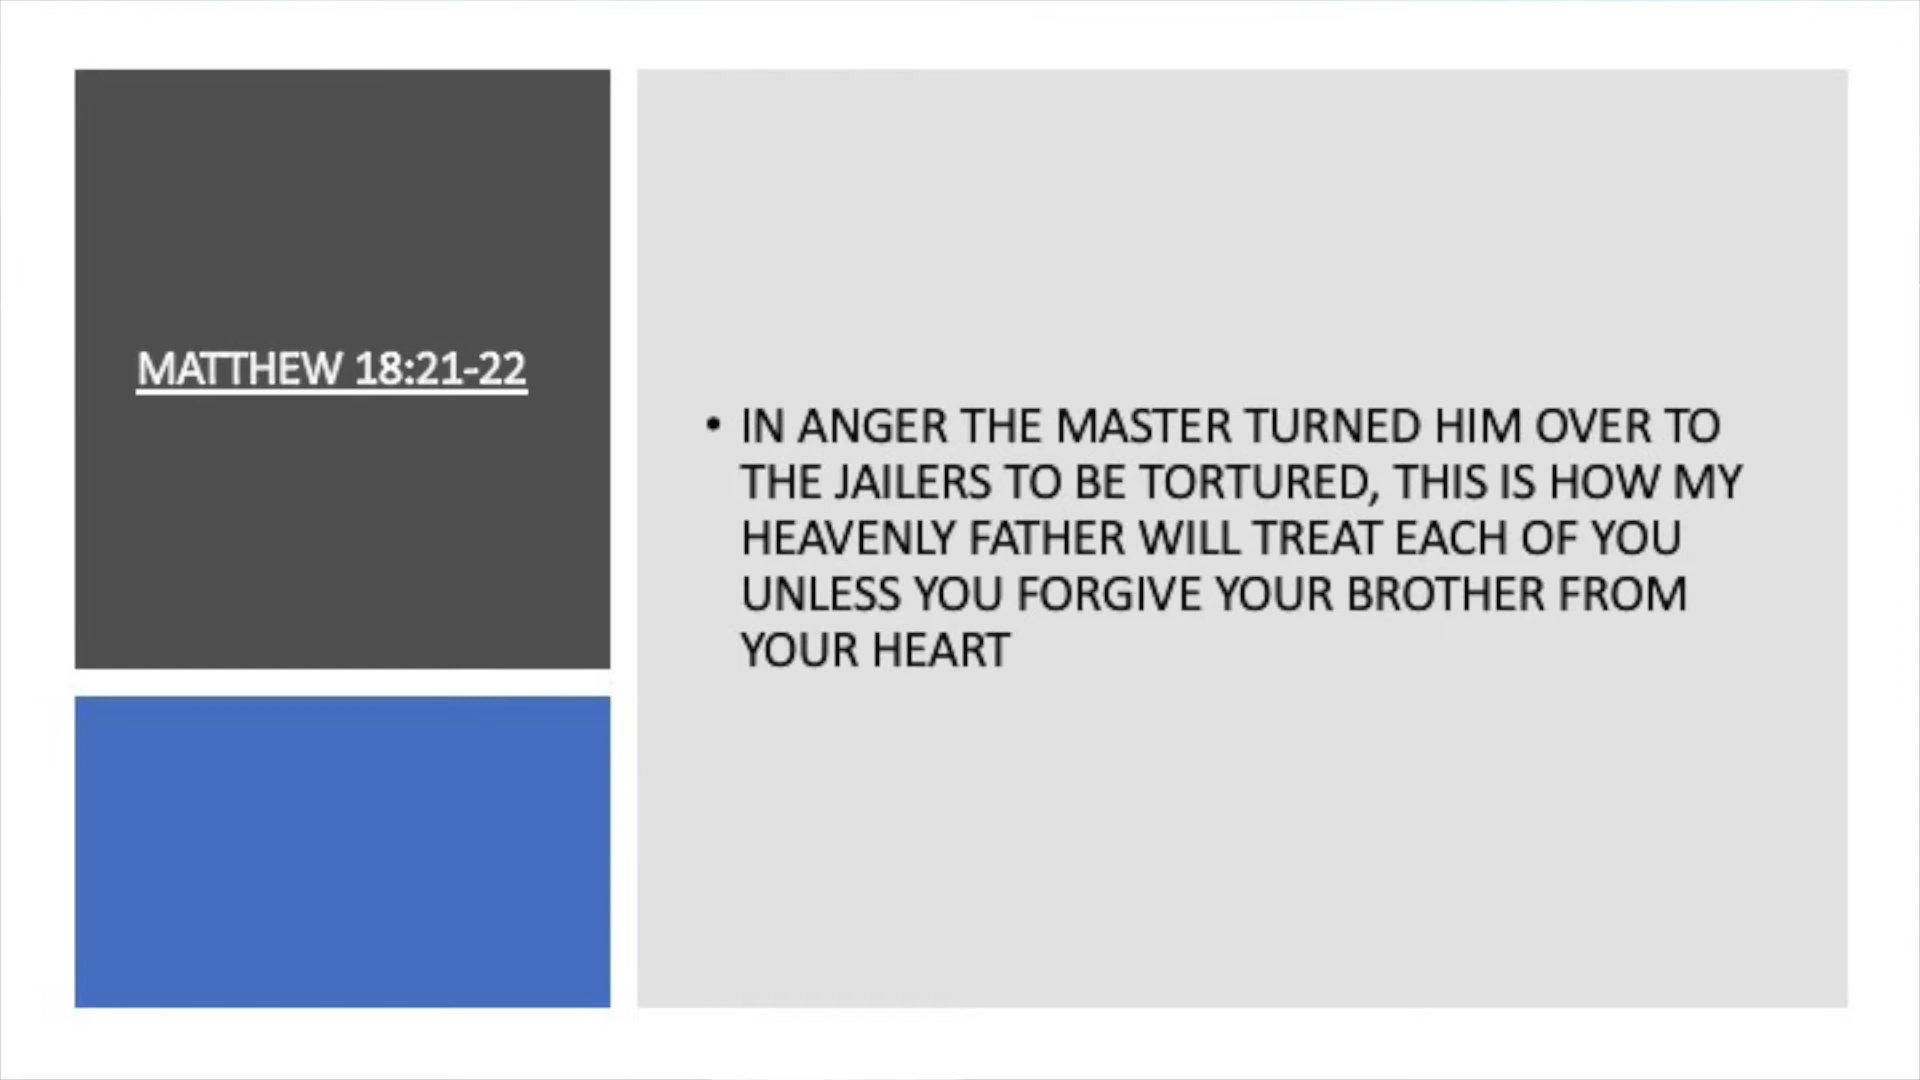 MATTHEW 18:21-22
• IN ANGER THE MASTER TURNED HIM OVER TO
THE JAILERS TO BE TORTURED, THIS IS HOW MY
HEAVENLY FATHER WILL TREAT EACH OF YOU
UNLESS YOU FORGIVE YOUR BROTHER FROM
YOUR HEART